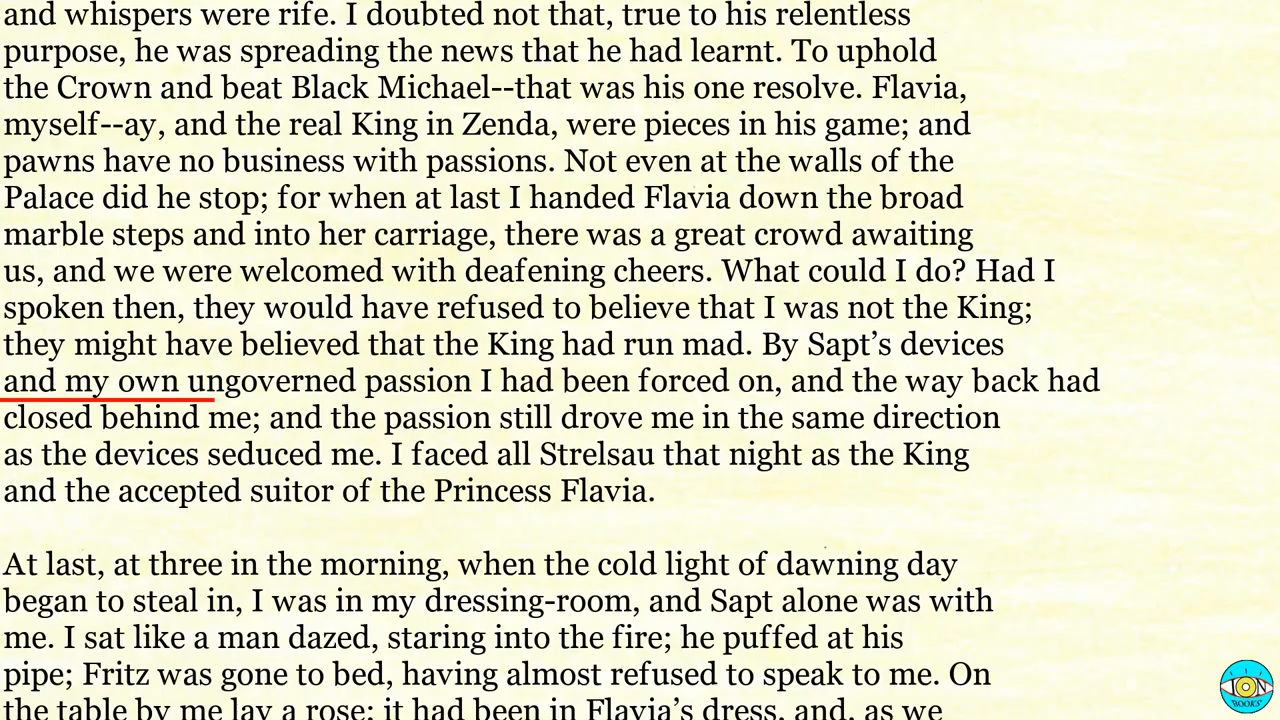 and whispers were rife. I doubted not that, true to his relentless
purpose, he was spreading the news that he had learnt. To uphold
the Crown and beat Black Michael--that was his one resolve. Flavia,
myself--ay, and the real King in Zenda, were pieces in his game; and
pawns have no business with passions. Not even at the walls of the
Palace did he stop; for when at last I handed Flavia down the broad
marble steps and into her carriage, there was a great crowd awaiting
us, and we were welcomed with deafening cheers. What could I do? Had I
spoken then, they would have refused to believe that I was not the King;
they might have believed that the King had run mad. By Sapt’s devices
and my own ungoverned passion I had been forced on, and the way back had
closed behind me; and the passion still drove me in the same direction
as the devices seduced me. I faced all Strelsau that night as the King
and the accepted suitor of the Princess Flavia.
At last, at three in the morning, when the cold light of dawning day
began to steal in, I was in my dressing-room, and Sapt alone was with
me. I sat like a man dazed, staring into the fire; he puffed at his
pipe; Fritz was gone to bed, having almost refused to speak to me. On
the table by me lay a rose; it had been in Flavia’s dress, and, as we
ION
BOOKS